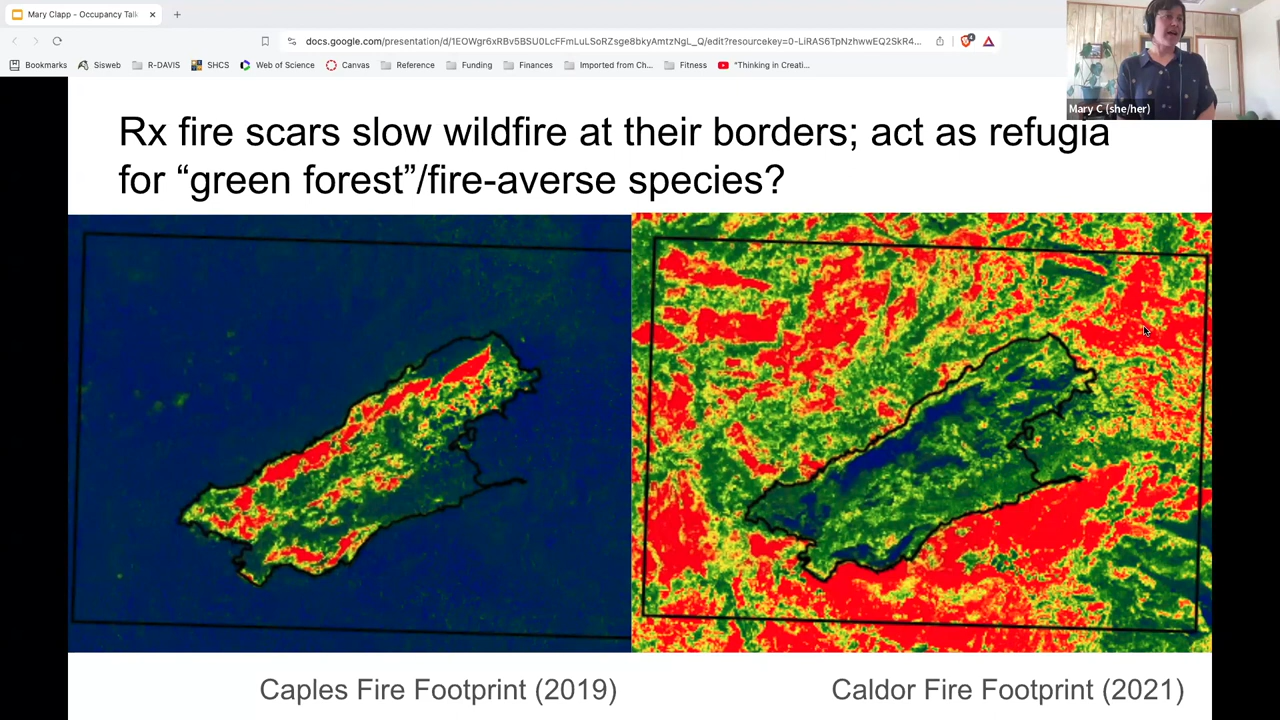 Mary Clapp - Occupancy Talk
docs.google.com/presentation/d/1EOWgr6xRBv5BSU0LcFFmLuLSoRZsge8bkyAmtzNgL_Q/edit?resourcekey=0-LiRAS6TpNzhwwEQ2SkR4...
4
Bookmarks Sisweb R-DAVIS SHCS Web of Science Canvas Reference Funding Finances Imported from Ch... Fitness "Thinking in Creati...
Mary C (she/her)
Rx fire scars slow wildfire at their borders; act as refugia
for “green forest”/fire-averse species?
Caples Fire Footprint (2019)
Caldor Fire Footprint (2021)